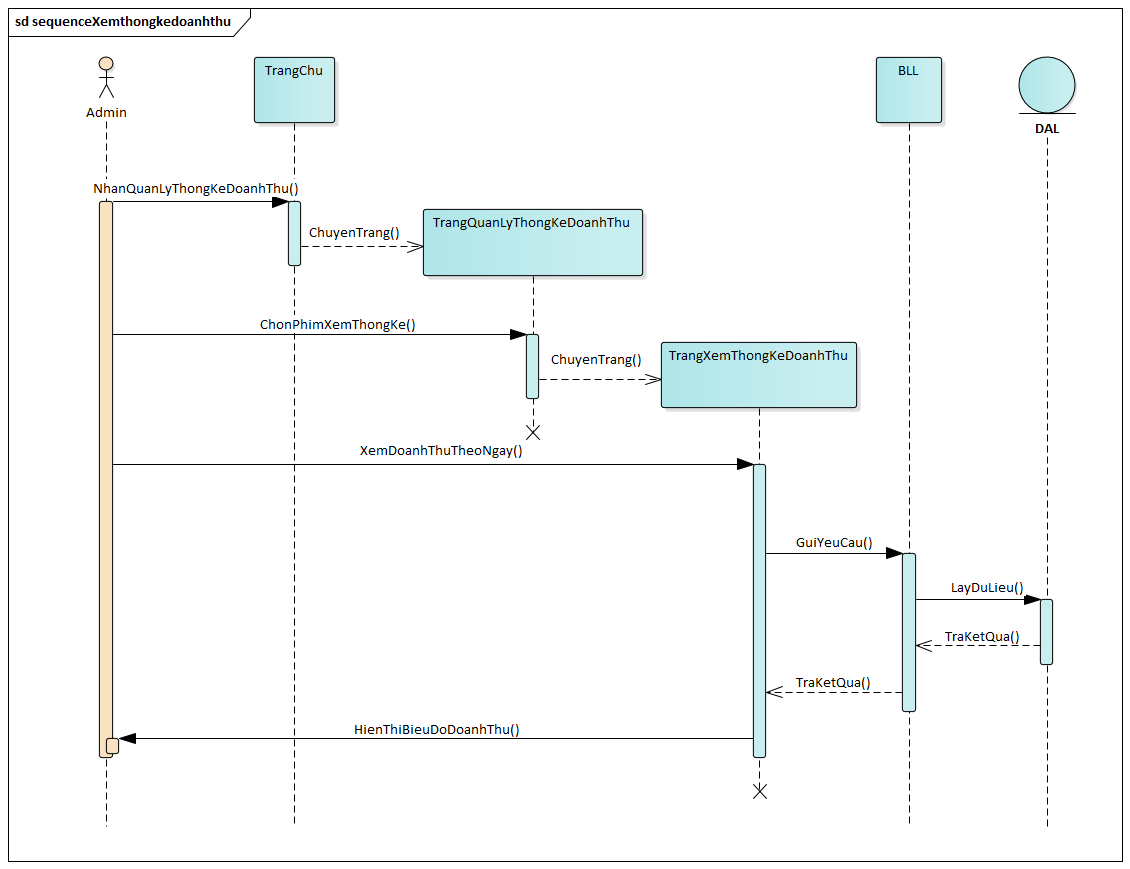 sd sequenceXemthongkedoanhthu
Admin
TrangChu
BLL
DAL
NhanQuanLyThongKeDoanhThu()
ChuyenTrang()
TrangQuanLyThongKeDoanhThu
ChonPhimXemThongKe()
ChuyenTrang()
TrangXemThongKeDoanhThu
XemDoanhThuTheoNgay()
GuiYeuCau()
LayDuLieu()
TraKetQua()
TraKetQua()
HienThiBieuDoDoanhThu()